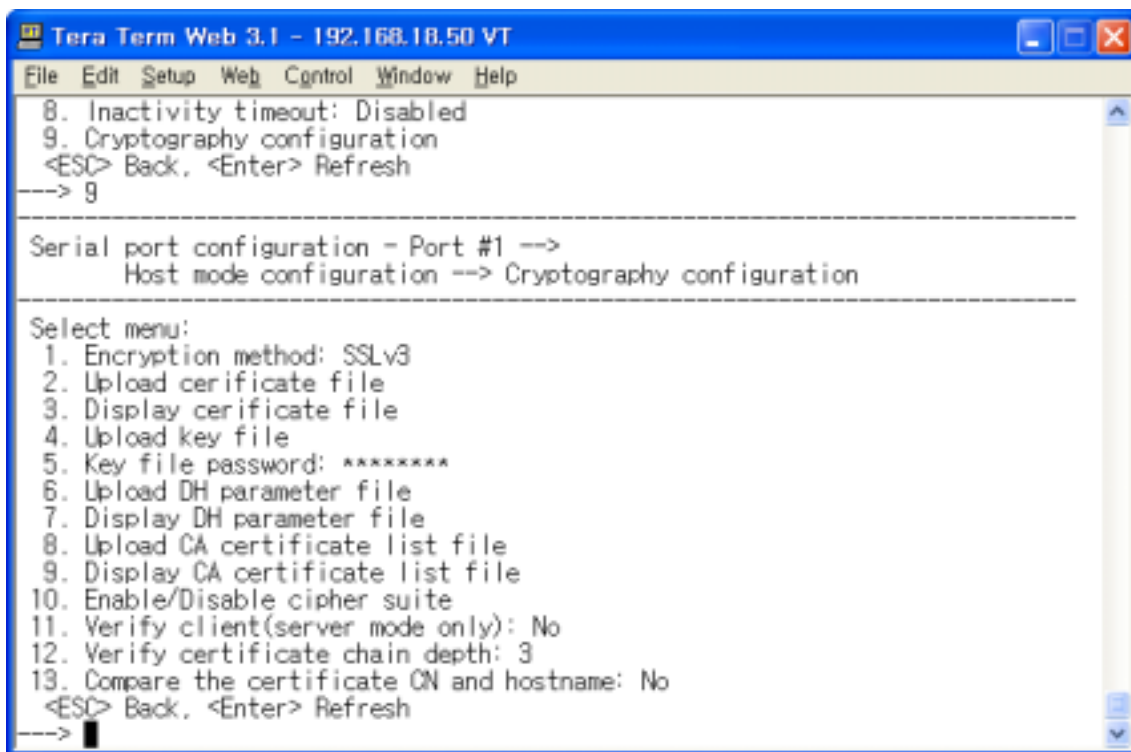 Tera Term Web 3.1 - 192.168.18.50 VT
File Edit Setup Web Control Window Help
8. Inactivity timeout: Disabled
9. Cryptography configuration
<ESC> Back, <Enter> Refresh
---> 9
-----------------------------------------------------------------------------
Serial port configuration - Port #1 -->
Host mode configuration --> Cryptography configuration
-----------------------------------------------------------------------------
Select menu:
1. Encryption method: SSLv3
2. Upload cerificate file
3. Display cerificate file
4. Upload key file
5. Key file password: ********
6. Upload DH parameter file
7. Display DH parameter file
8. Upload CA certificate list file
9. Display CA certificate list file
10. Enable/Disable cipher suite
11. Verify client(server mode only): No
12. Verify certificate chain depth: 3
13. Compare the certificate CN and hostname: No
<ESC> Back, <Enter> Refresh
--->